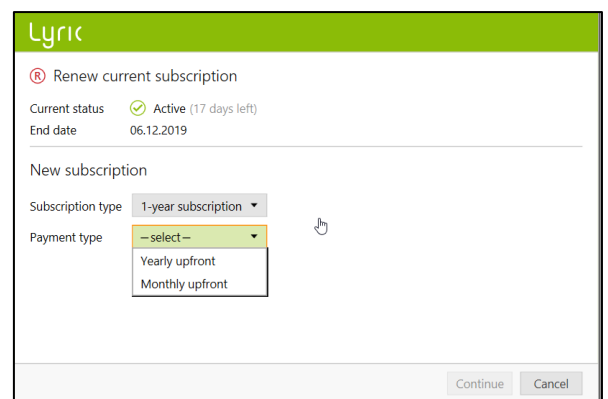 Lyric
R Renew current subscription
Current status Active (17 days left)
End date 06.12.2019
New subscription
Subscription type 1-year subscription
Payment type –select–
Yearly upfront
Monthly upfront
Continue Cancel